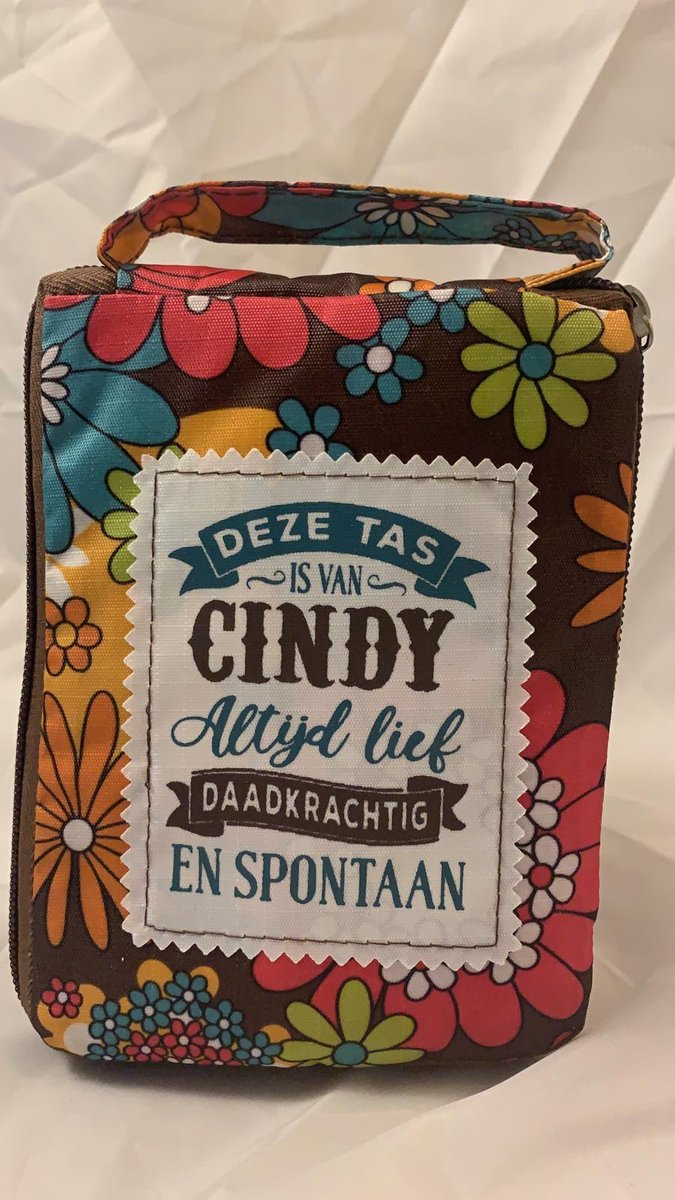 DEZE TAS
IS VAN
CINDY
Altijd lief
DAADKRACHTIG
EN SPONTAAN